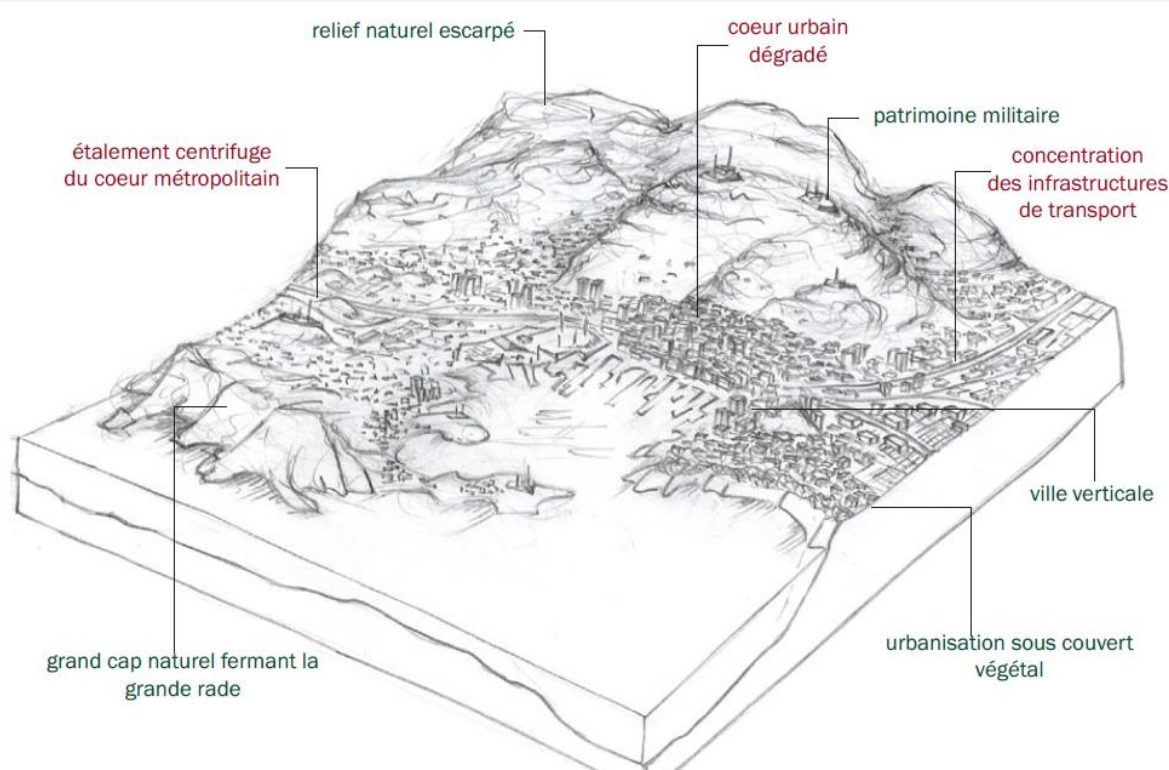 relief naturel escarpé
coeur urbain
dégradé
patrimoine militaire
étalement centrifuge
du coeur métropolitain
concentration
des infrastructures
de transport
ville verticale
urbanisation sous couvert
végétal
grand cap naturel fermant la
grande rade